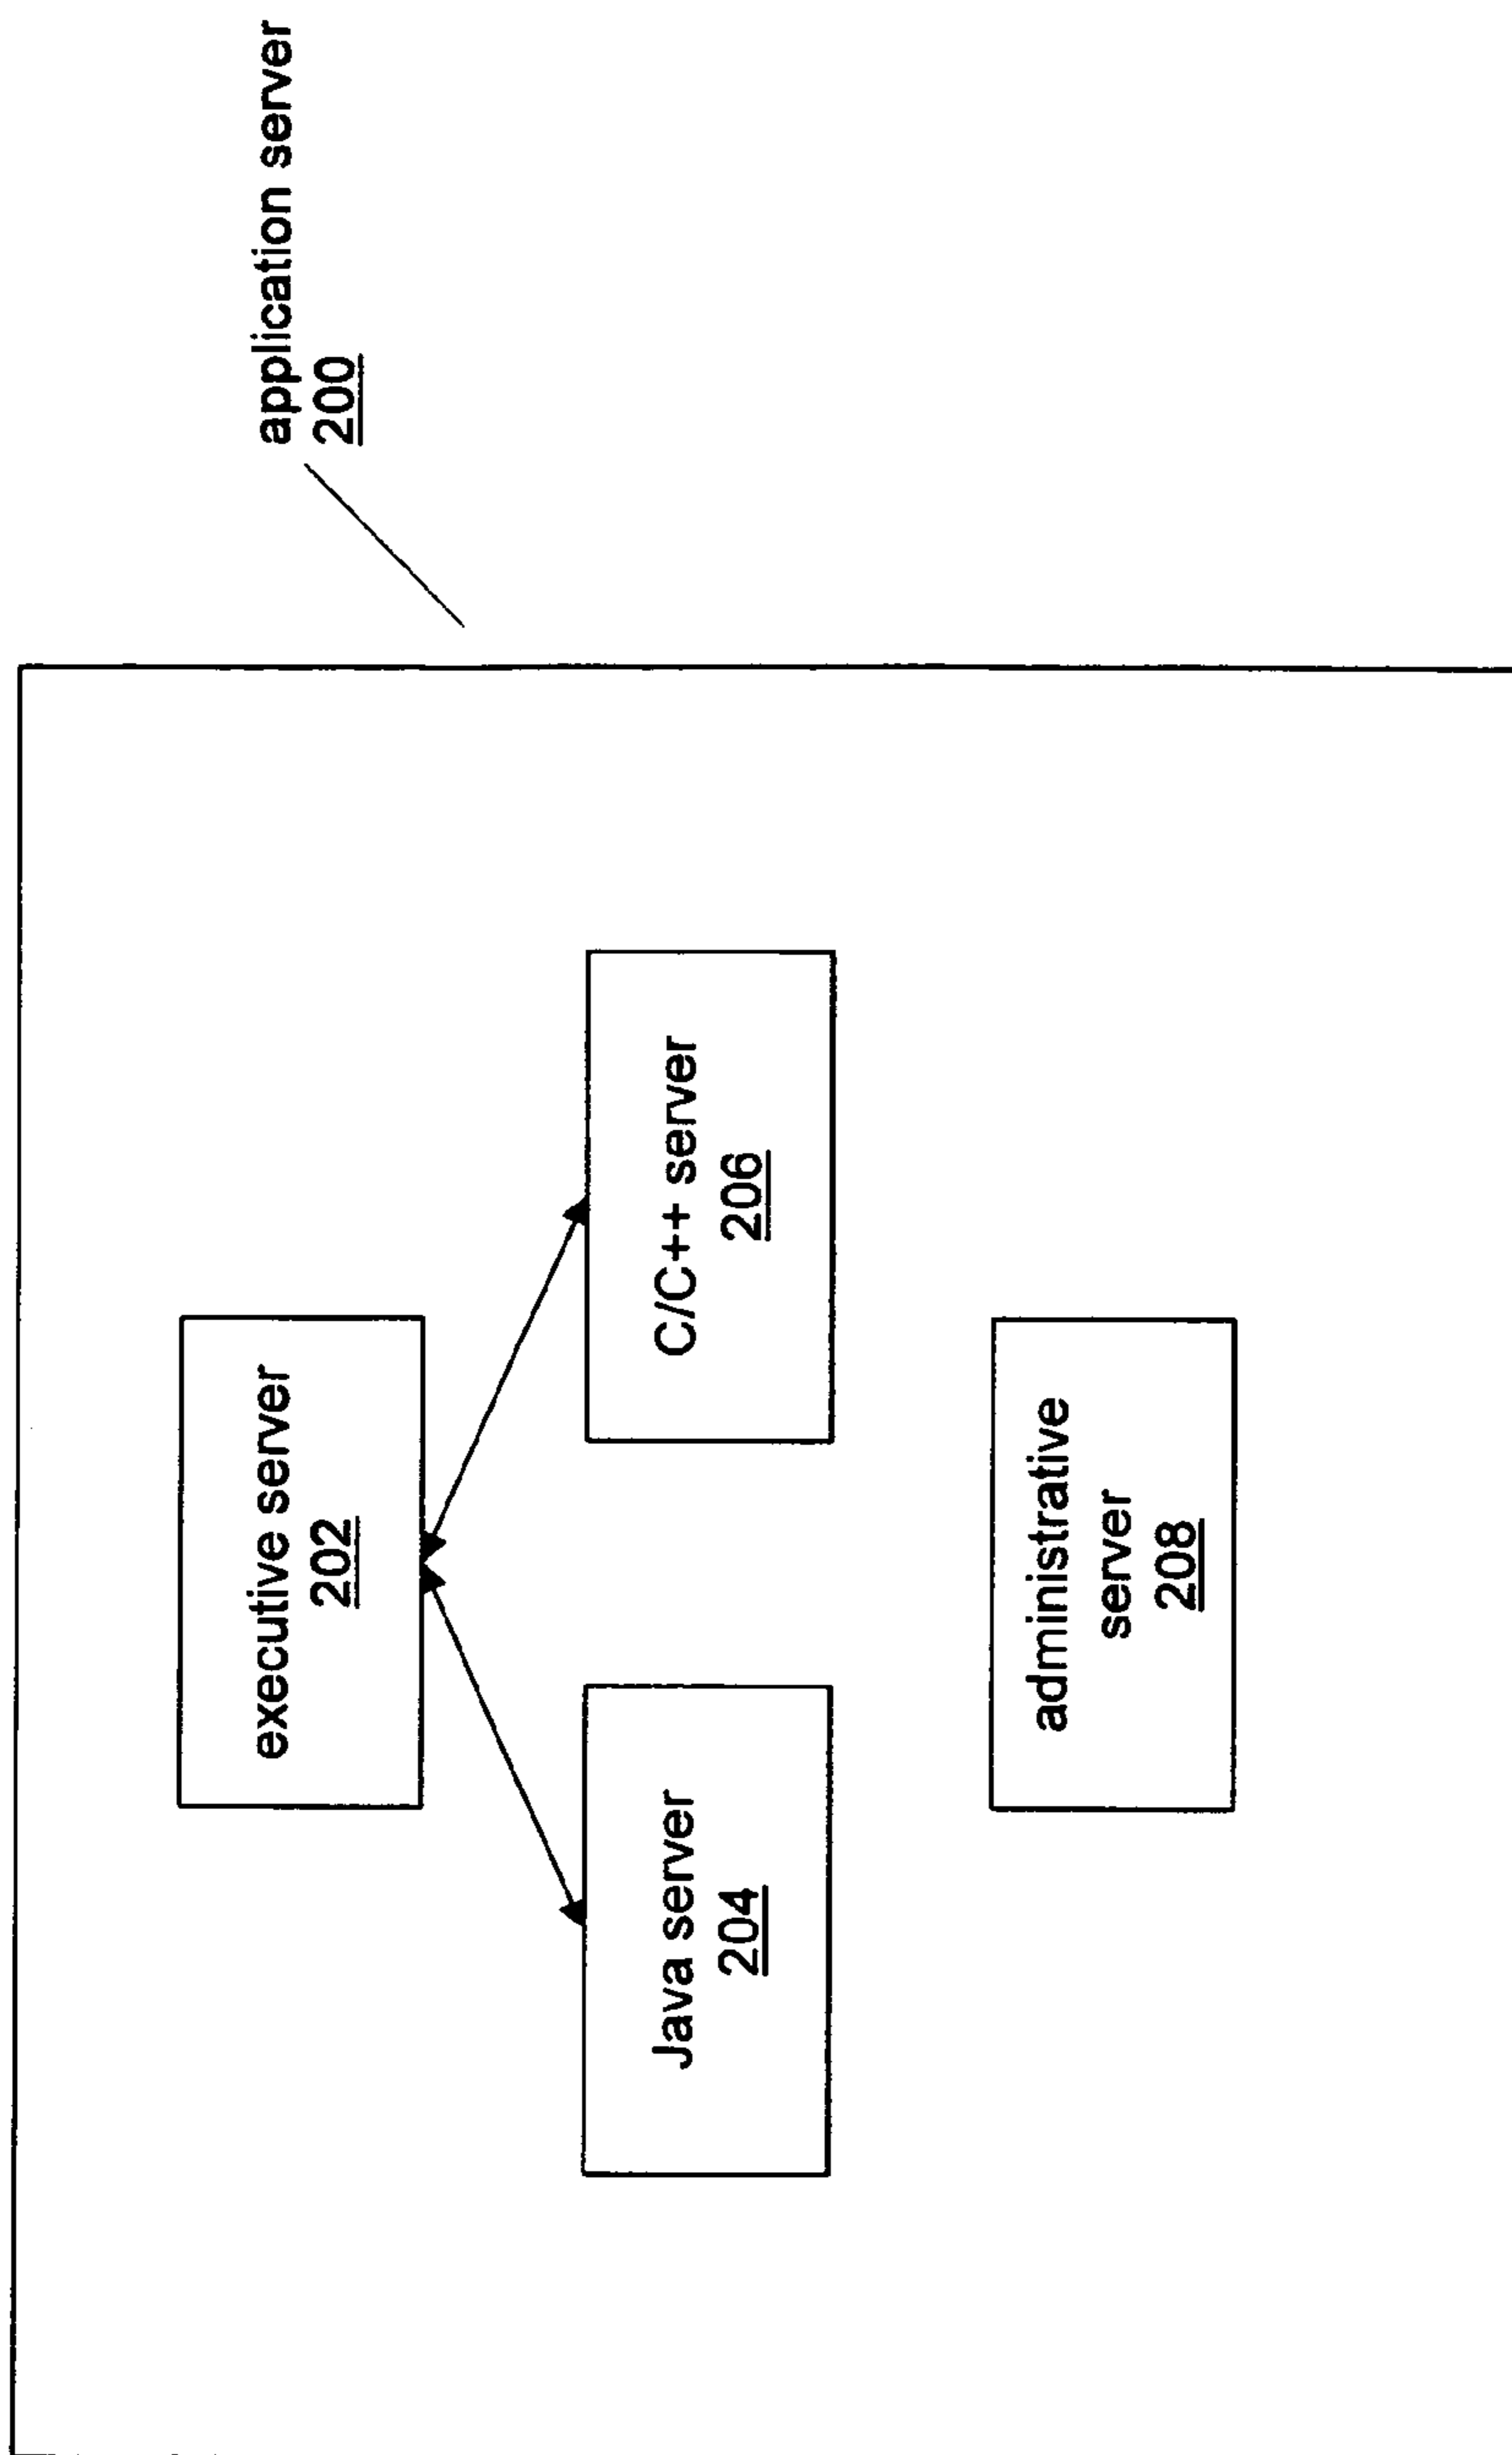 application server
200
executive server
202
Java server
204
C/C++ server
206
administrative
server
208